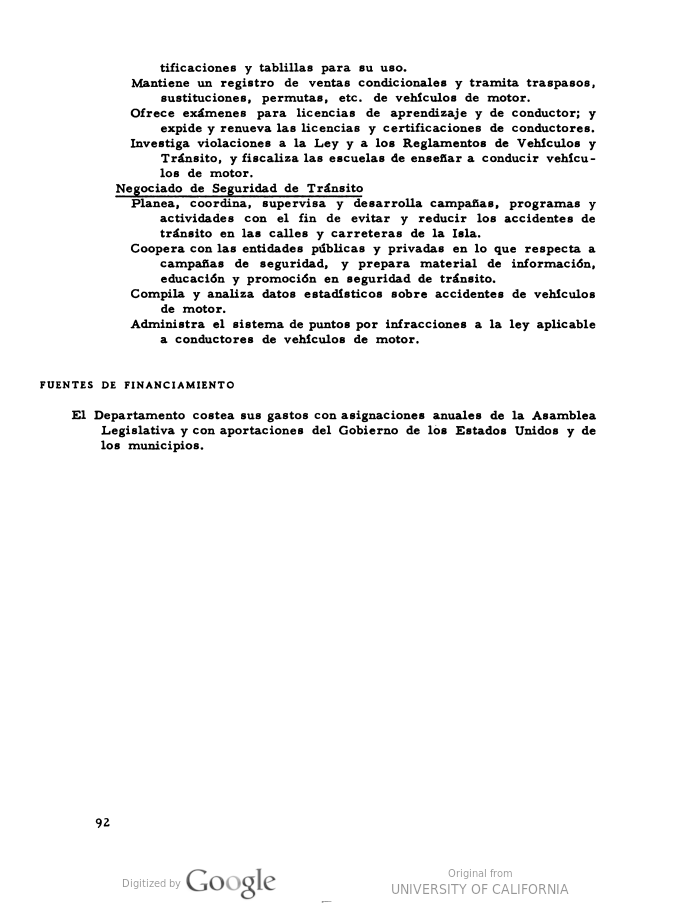 tificaciones y tablillas para su uso.
Mantiene un registro de ventas condicionales y tramita traspasos,
sustituciones, permutas, etc. de vehículos de motor.
Ofrece exámenes para licencias de aprendizaje y de conductor; y
expide y renueva las licencias y certificaciones de conductores.
Investiga violaciones a la Ley y a los Reglamentos de Vehículos y
Tránsito, y fiscaliza las escuelas de enseñar a conducir vehícu-
los de motor.
Negociado de Seguridad de Tránsito
Planea, coordina, supervisa y desarrolla campañas, programas y
actividades con el fin de evitar y reducir los accidentes de
tránsito en las calles y carreteras de la Isla.
Coopera con las entidades públicas y privadas en lo que respecta a
campañas de seguridad, y prepara material de información,
educación y promoción en seguridad de tránsito.
Compila y analiza datos estadísticos sobre accidentes de vehículos
de motor.
Administra el sistema de puntos por infracciones a la ley aplicable
a conductores de vehículos de motor.
FUENTES DE FINANCIAMIENTO
El Departamento costea sus gastos con asignaciones anuales de la Asamblea
Legislativa y con aportaciones del Gobierno de los Estados Unidos y de
los municipios.
92
Digitized by Google
Original from
UNIVERSITY OF CALIFORNIA